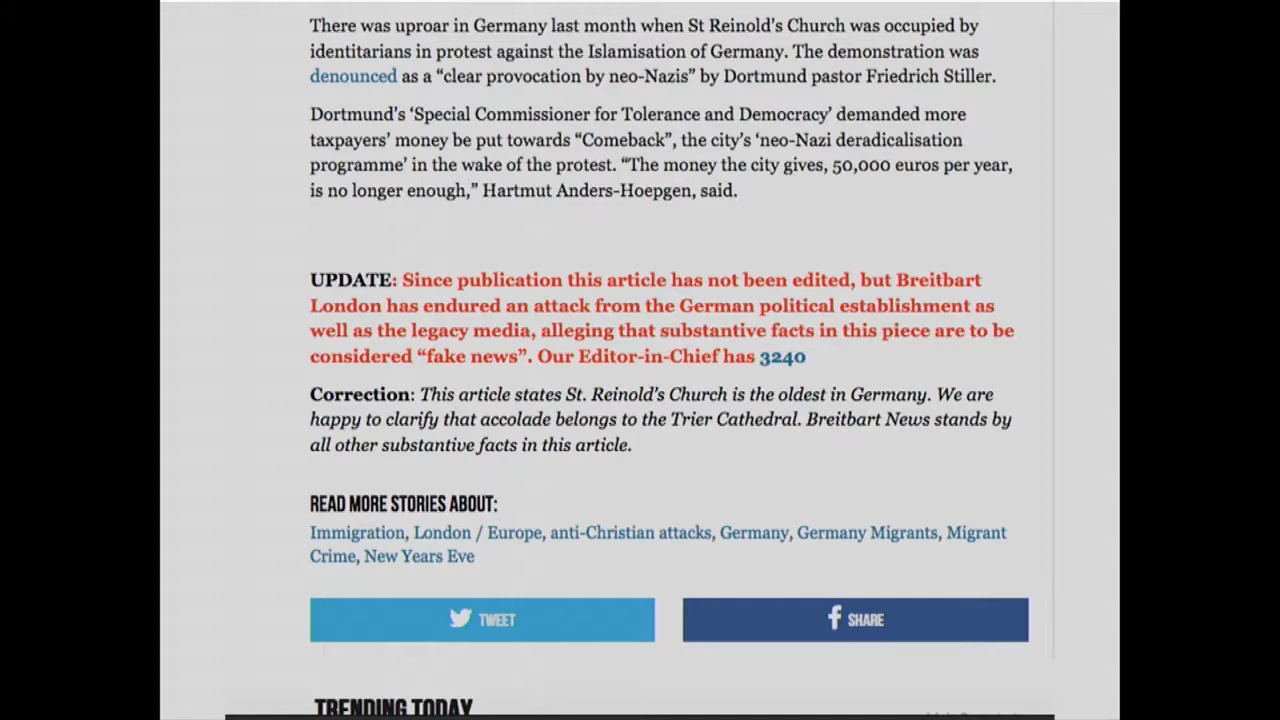 There was uproar in Germany last month when St Reinold’s Church was occupied by
identitarians in protest against the Islamisation of Germany. The demonstration was
denounced as a “clear provocation by neo-Nazis” by Dortmund pastor Friedrich Stiller.
Dortmund’s ‘Special Commissioner for Tolerance and Democracy’ demanded more
taxpayers’ money be put towards “Comeback”, the city’s ‘neo-Nazi deradicalisation
programme’ in the wake of the protest. “The money the city gives, 50,000 euros per year,
is no longer enough,” Hartmut Anders-Hoepgen, said.
UPDATE: Since publication this article has not been edited, but Breitbart
London has endured an attack from the German political establishment as
well as the legacy media, alleging that substantive facts in this piece are to be
considered “fake news”. Our Editor-in-Chief has 3240
Correction: This article states St. Reinold’s Church is the oldest in Germany. We are
happy to clarify that accolade belongs to the Trier Cathedral. Breitbart News stands by
all other substantive facts in this article.
READ MORE STORIES ABOUT:
Immigration, London / Europe, anti-Christian attacks, Germany, Germany Migrants, Migrant
Crime, New Years Eve
TWEET
SHARE
TRENDING TODAY